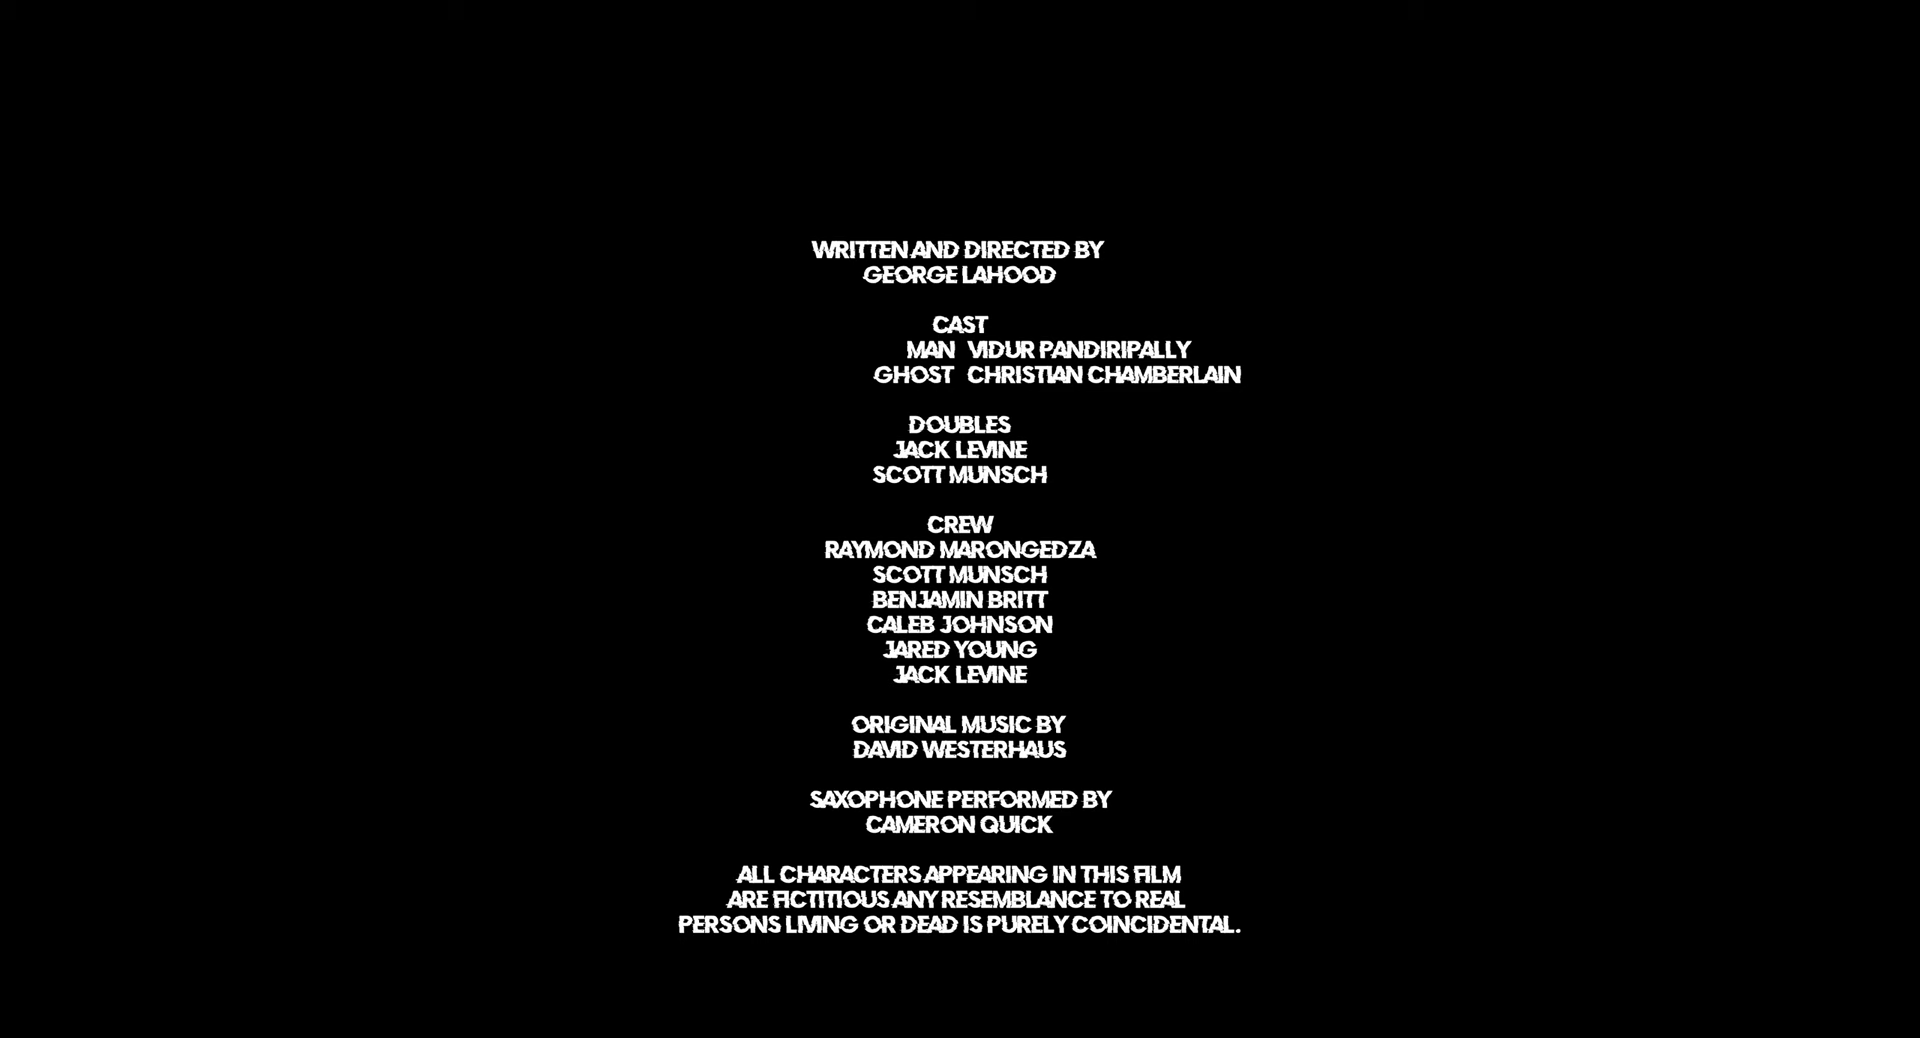 WRITTEN AND DIRECTED BY
GEORGE LAHOOD
CAST
MAN VIDUR PANDIRIPALLY
GHOST CHRISTIAN CHAMBERLAIN
DOUBLES
JACK LEVINE
SCOTT MUNSCH
CREW
RAYMOND MARONGEDZA
SCOTT MUNSCH
BENJAMIN BRITT
CALEB JOHNSON
JARED YOUNG
JACK LEVINE
ORIGINAL MUSIC BY
DAVID WESTERHAUS
SAXOPHONE PERFORMED BY
CAMERON QUICK
ALL CHARACTERS APPEARING IN THIS FILM
ARE FICTITIOUS ANY RESEMBLANCE TO REAL
PERSONS LIVING OR DEAD IS PURELY COINCIDENTAL.